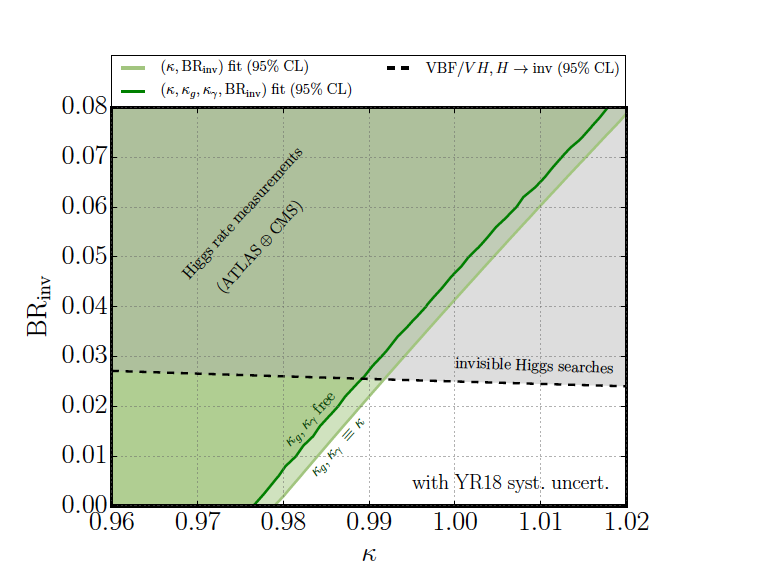 (κ, BR_inv) fit (95% CL)
(κ, κ_g, κ_γ, BR_inv) fit (95% CL)
VBF/VH, H → inv (95% CL)
BR_inv
0.08
0.07
0.06
0.05
0.04
0.03
0.02
0.01
0.00
Higgs rate measurements
(ATLAS ⊕ CMS)
invisible Higgs searches
κ_g, κ_γ free
κ_g, κ_γ ≡ κ
with YR18 syst. uncert.
0.96 0.97 0.98 0.99 1.00 1.01 1.02
κ